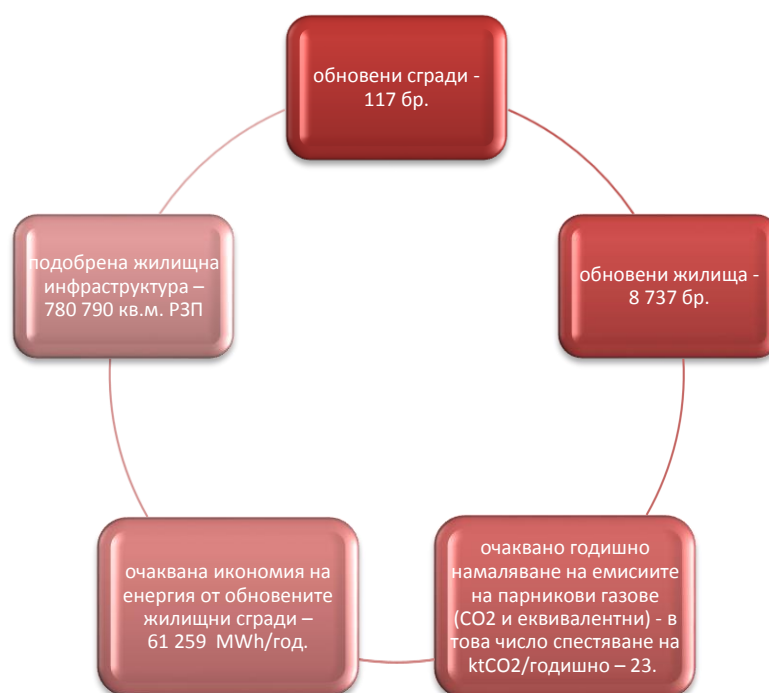 обновени сгради -
117 бр.
обновени жилища -
8 737 бр.
очаквано годишно
намаляване на емисиите
на парникови газове
(CO2 и еквивалентни) - в
това число спестяване на
ktCO2/годишно – 23.
очаквана икономия на
енергия от обновените
жилищни сгради –
61 259 MWh/год.
подобрена жилищна
инфраструктура –
780 790 кв.м. РЗП